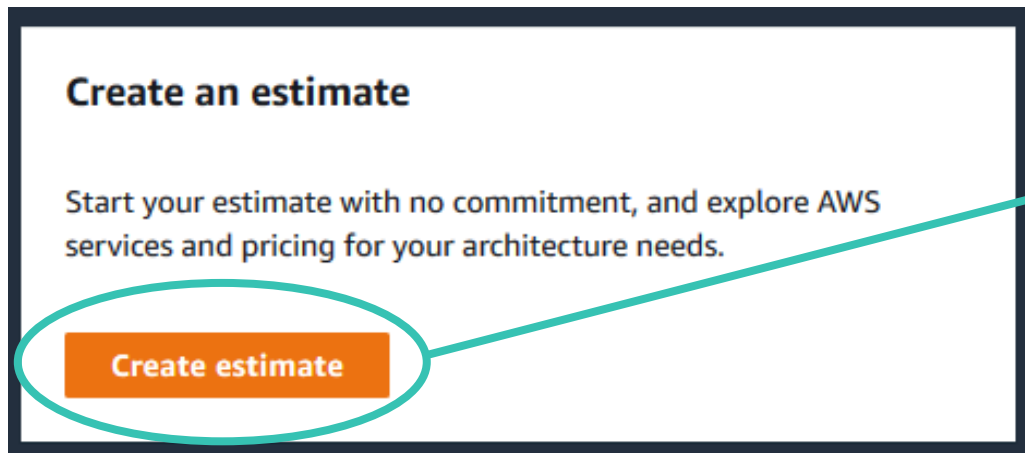 Create an estimate
Start your estimate with no commitment, and explore AWS
services and pricing for your architecture needs.
Create estimate